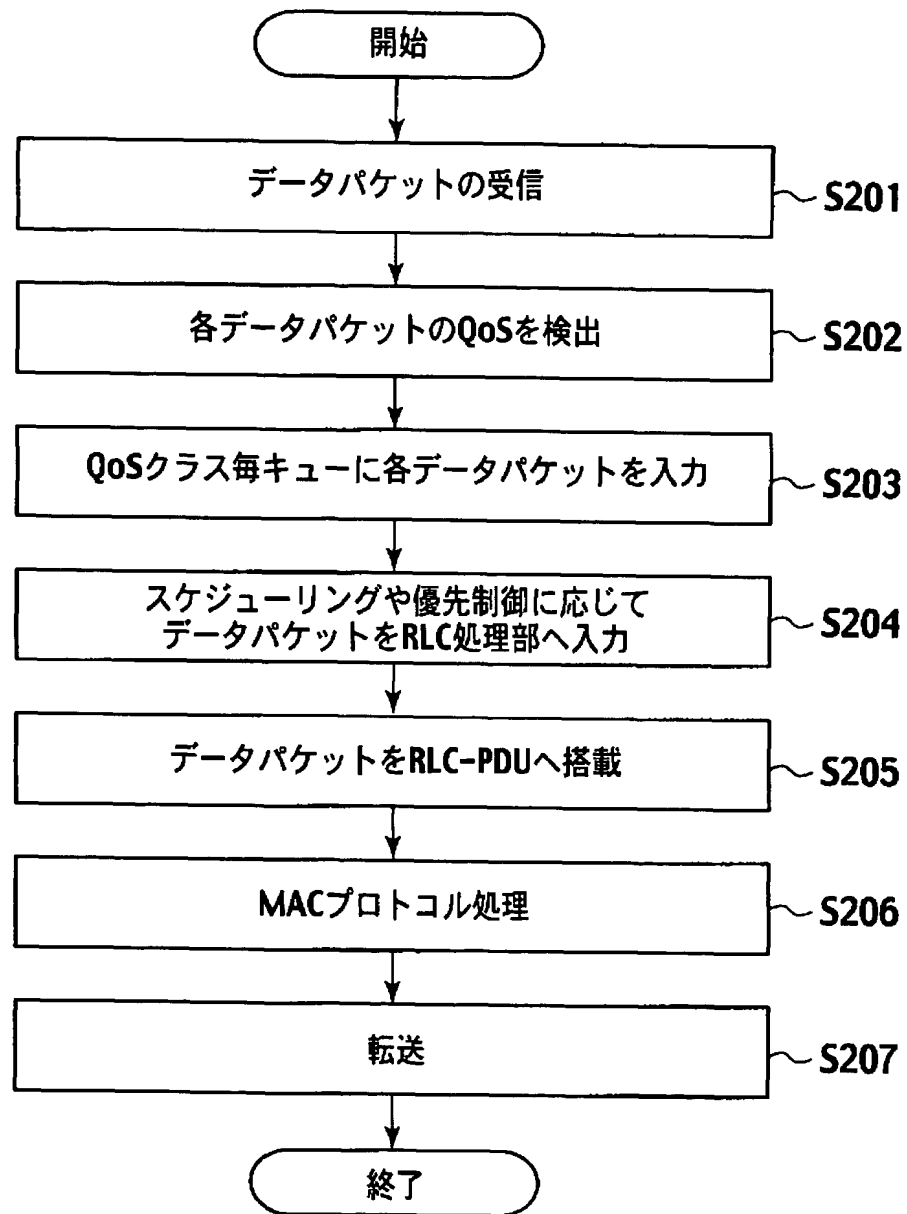 開始
データパケットの受信
S201
各データパケットのQoSを検出
S202
QoSクラス毎キューに各データパケットを入力
S203
スケジューリングや優先制御に応じて
データパケットをRLC処理部へ入力
S204
データパケットをRLC-PDUへ搭載
S205
MACプロトコル処理
S206
転送
S207
終了